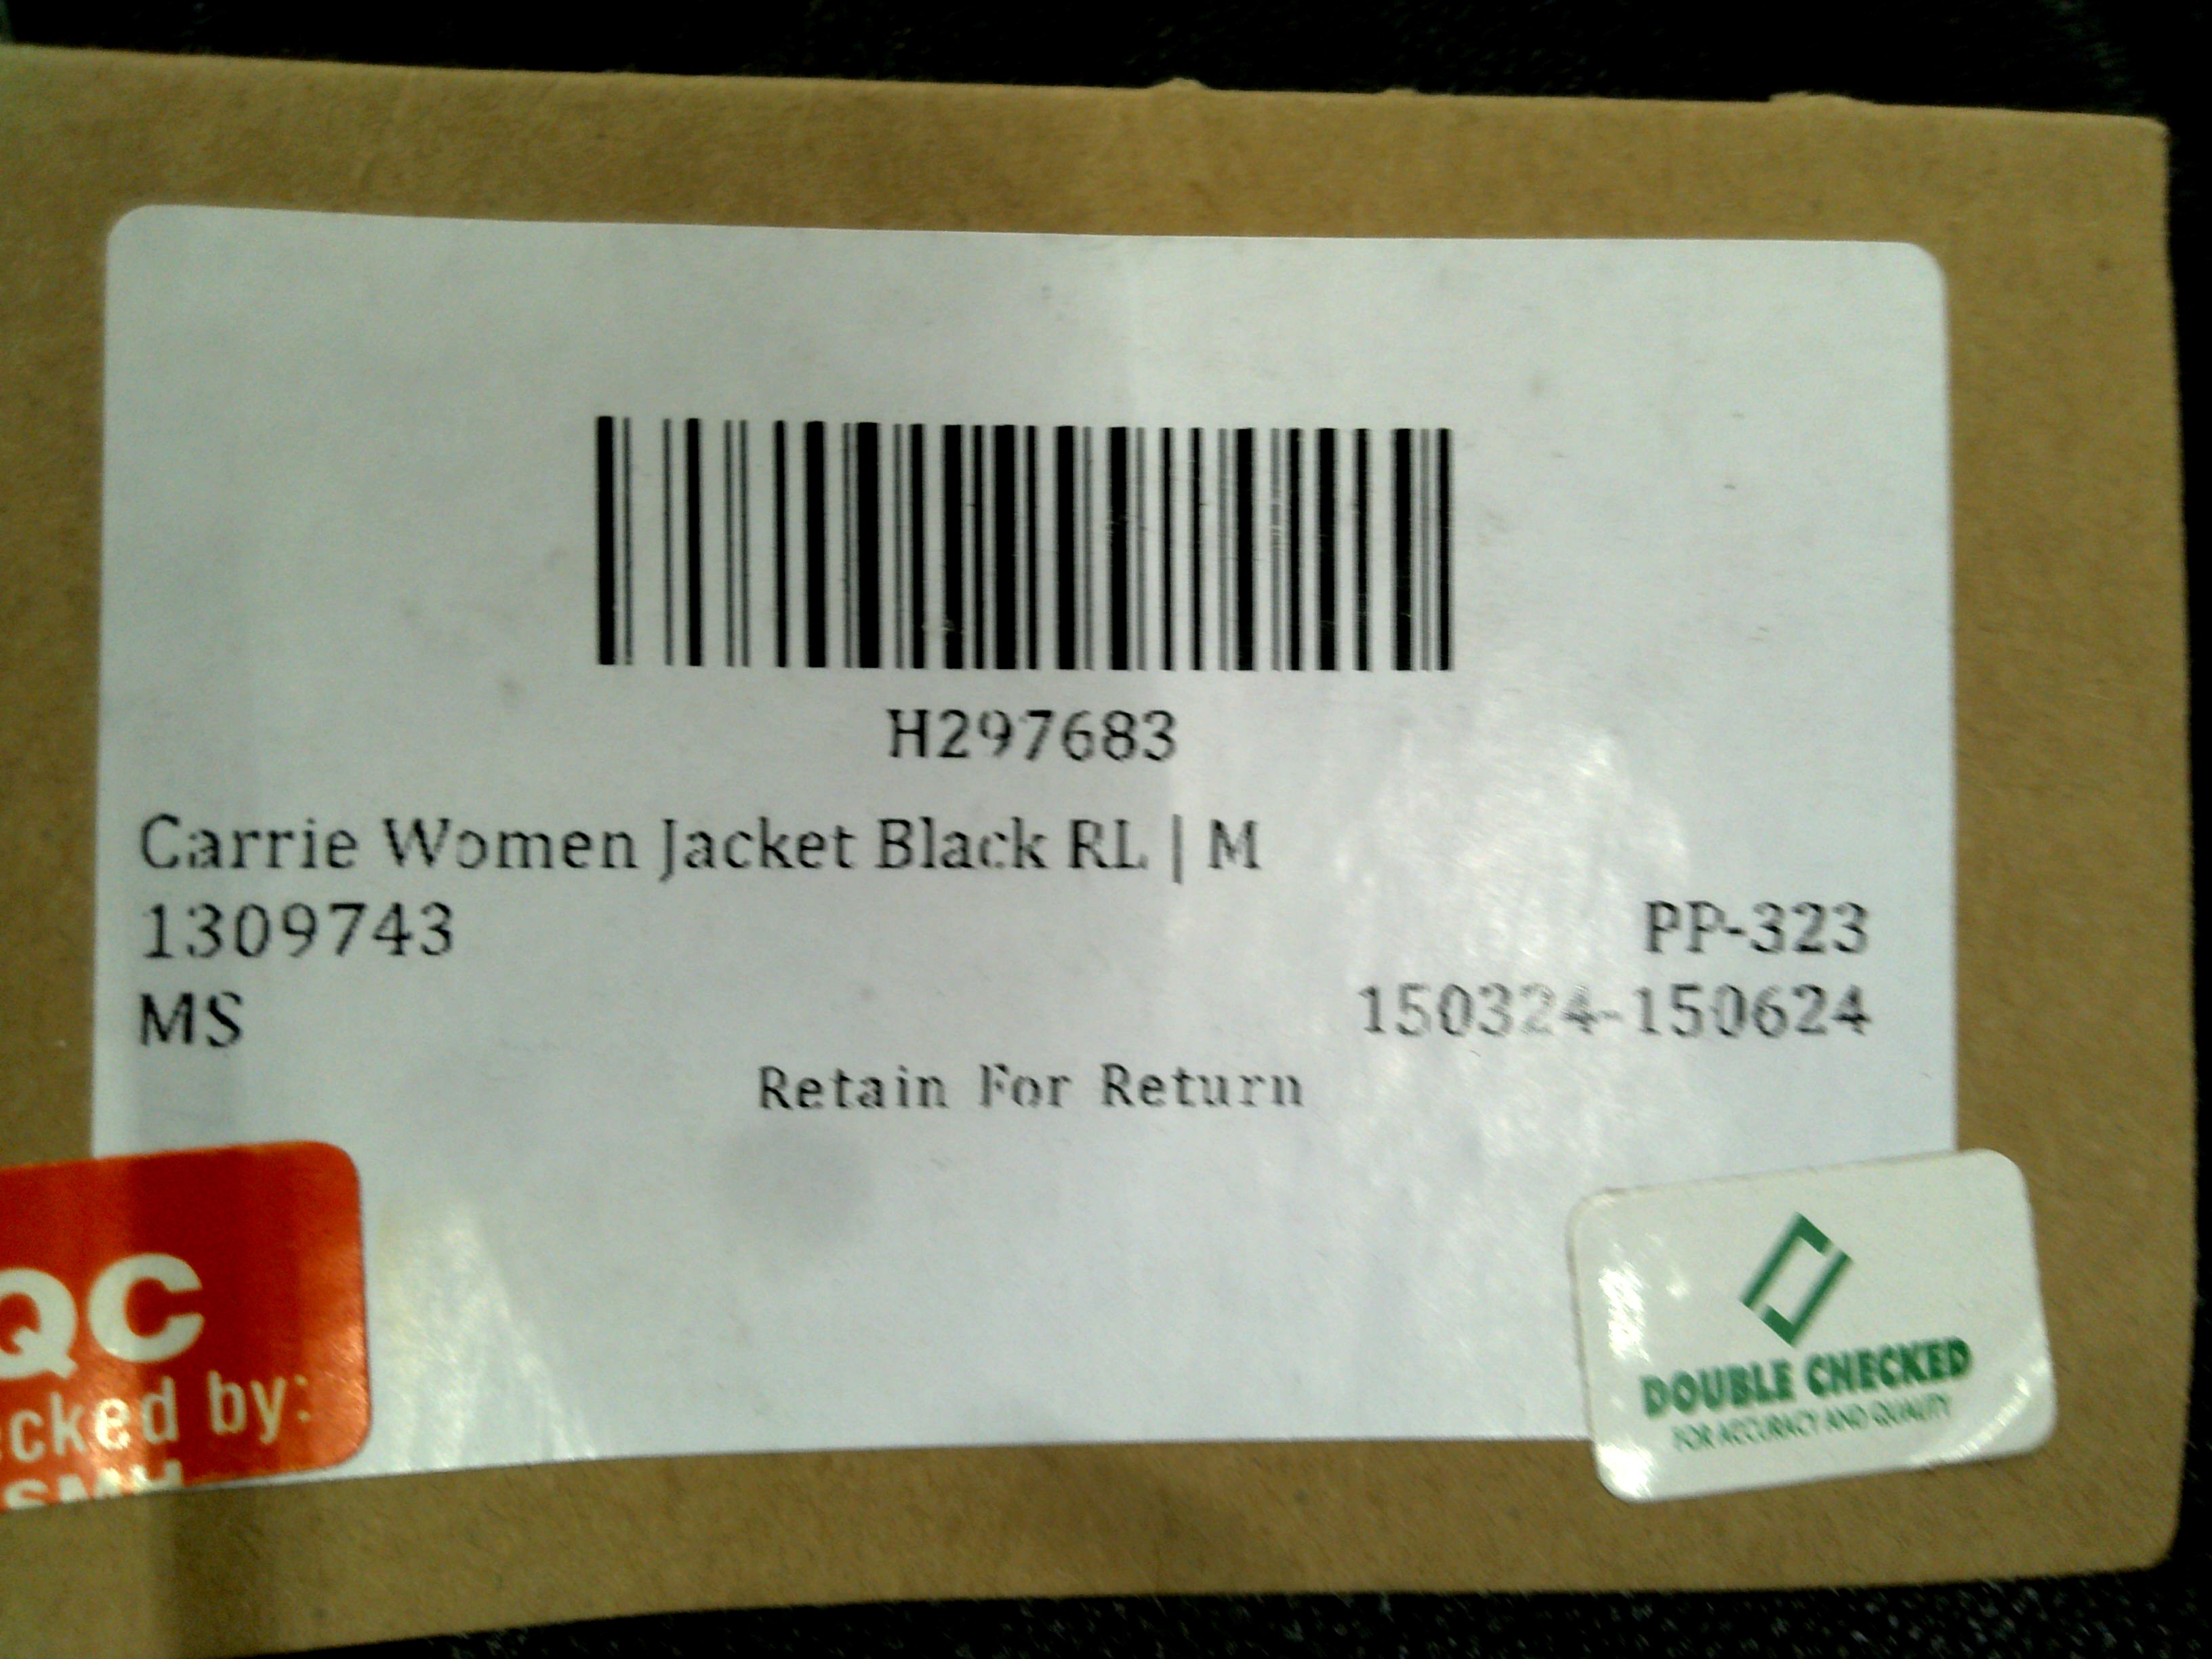 H297683
Carrie Women Jacket Black RL | M
1309743
PP-323
MS
150324-150624
Retain For Return
QC
by:
DOUBLE CHECKED
FOR ACCURACY AND QUALITY